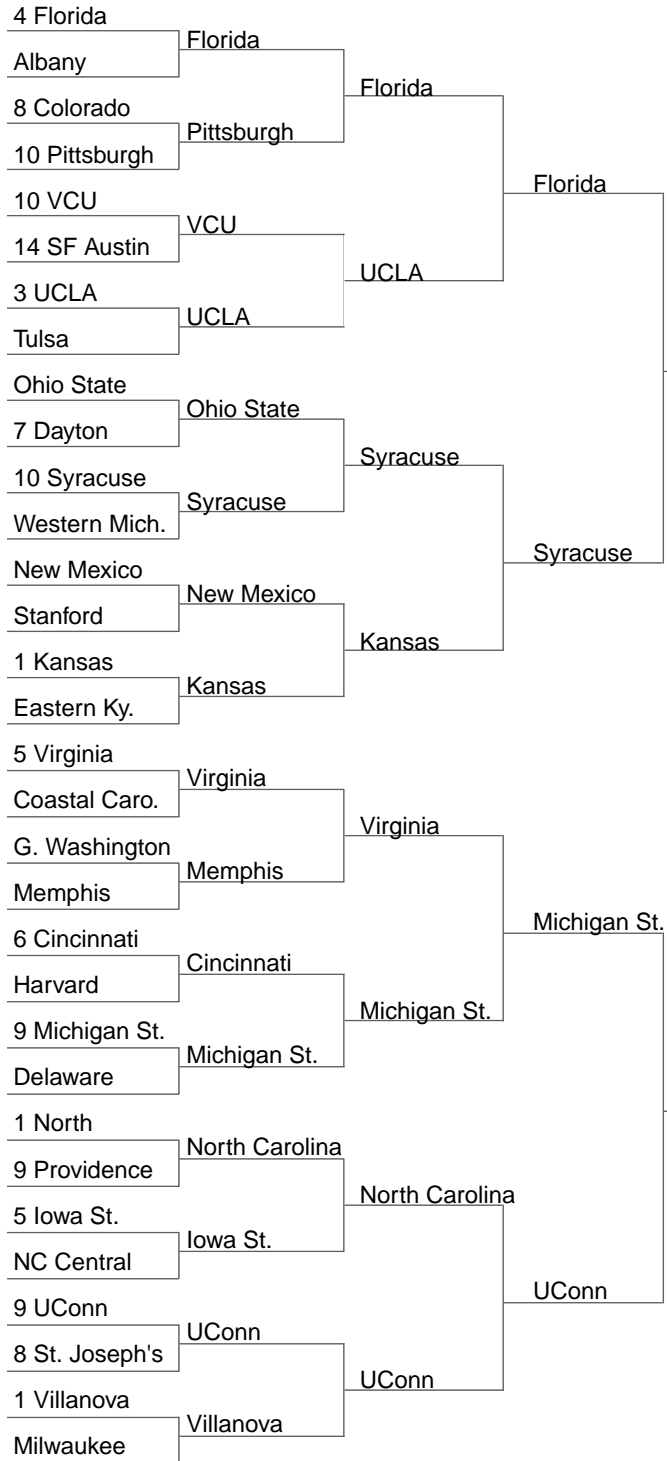 4 Florida
Albany
8 Colorado
10 Pittsburgh
10 VCU
14 SF Austin
3 UCLA
Tulsa
Ohio State
7 Dayton
10 Syracuse
Western Mich.
New Mexico
Stanford
1 Kansas
Eastern Ky.
5 Virginia
Coastal Caro.
G. Washington
Memphis
6 Cincinnati
Harvard
9 Michigan St.
Delaware
1 North
9 Providence
5 Iowa St.
NC Central
9 UConn
8 St. Joseph's
1 Villanova
Milwaukee
Florida
Pittsburgh
VCU
UCLA
Ohio State
Syracuse
New Mexico
Kansas
Virginia
Memphis
Cincinnati
Michigan St.
North Carolina
Iowa St.
UConn
Villanova
Florida
UCLA
Syracuse
Kansas
Virginia
Michigan St.
North Carolina
UConn
Florida
Syracuse
Michigan St.
UConn